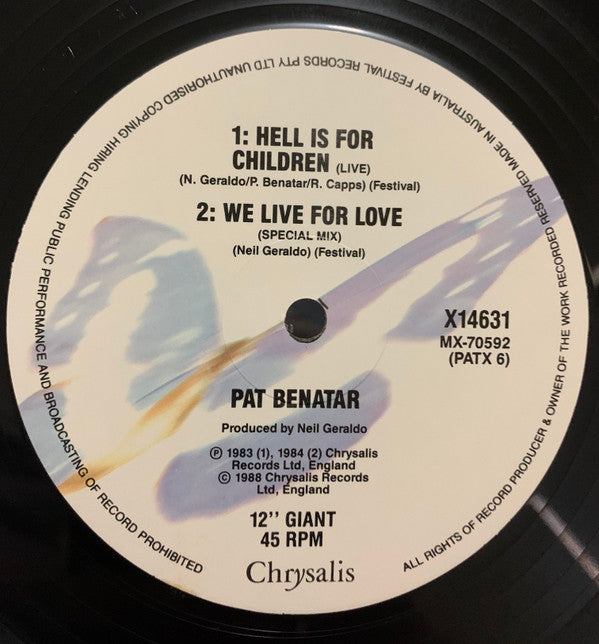 1: HELL IS FOR
CHILDREN (LIVE)
(N. Geraldo/P. Benatar/R. Capps) (Festival)
2: WE LIVE FOR LOVE
(SPECIAL MIX)
(Neil Geraldo) (Festival)
X14631
MX-70592
(PATX 6)
PAT BENATAR
Produced by Neil Geraldo
Ⓟ 1983 (1), 1984 (2) Chrysalis
Records Ltd, England
© 1988 Chrysalis Records
Ltd, England
12'' GIANT
45 RPM
Chrysalis
ALL RIGHTS OF RECORD PRODUCER & OWNER OF THE WORK RECORDED RESERVED MADE IN AUSTRALIA BY FESTIVAL RECORDS PTY LTD UNAUTHORISED COPYING HIRING LENDING PUBLIC PERFORMANCE AND BROADCASTING OF RECORD PROHIBITED